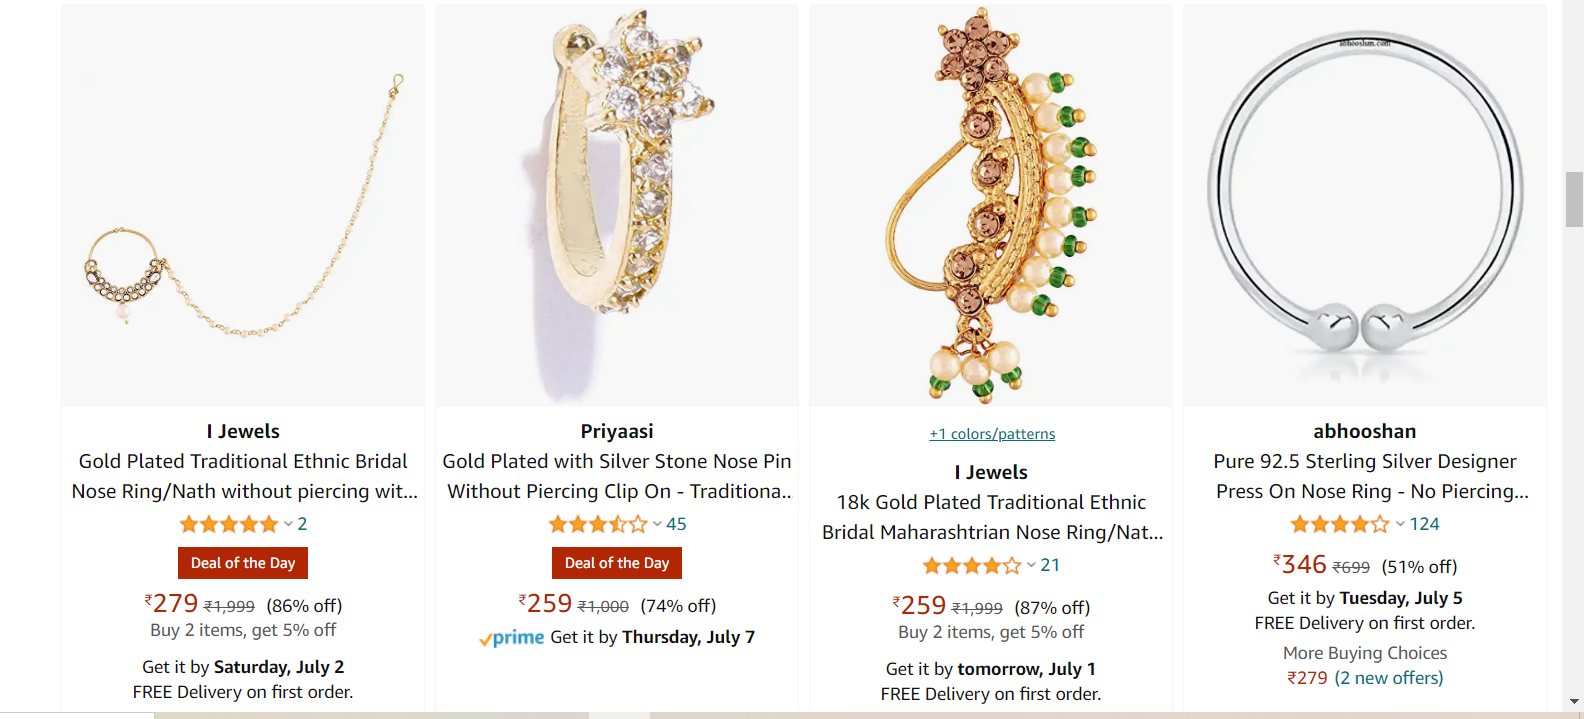 abhooshan.com
I Jewels
Gold Plated Traditional Ethnic Bridal
Nose Ring/Nath without piercing wit...
2
Deal of the Day
₹279 ₹1,999 (86% off)
Buy 2 items, get 5% off
Get it by Saturday, July 2
FREE Delivery on first order.
Priyaasi
Gold Plated with Silver Stone Nose Pin
Without Piercing Clip On - Traditiona...
45
Deal of the Day
₹259 ₹1,000 (74% off)
prime Get it by Thursday, July 7
+1 colors/patterns
I Jewels
18k Gold Plated Traditional Ethnic
Bridal Maharashtrian Nose Ring/Nat...
21
₹259 ₹1,999 (87% off)
Buy 2 items, get 5% off
Get it by tomorrow, July 1
FREE Delivery on first order.
abhooshan
Pure 92.5 Sterling Silver Designer
Press On Nose Ring - No Piercing...
124
₹346 ₹699 (51% off)
Get it by Tuesday, July 5
FREE Delivery on first order.
More Buying Choices
₹279 (2 new offers)